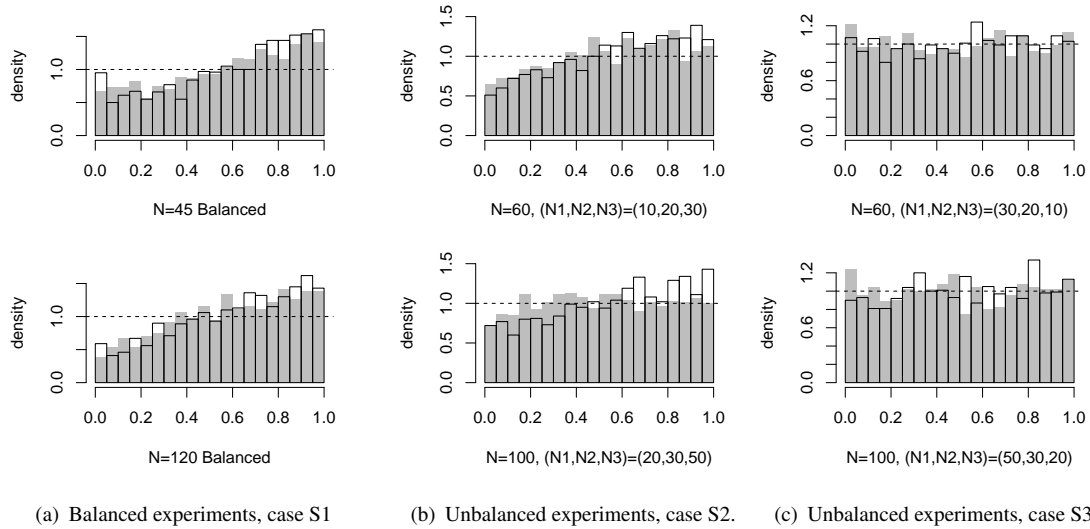 density
0.0 1.0
0.0 0.2 0.4 0.6 0.8 1.0
N=45 Balanced
density
0.0 0.5 1.0 1.5
0.0 0.2 0.4 0.6 0.8 1.0
N=60, (N1,N2,N3)=(10,20,30)
density
0.0 0.6 1.2
0.0 0.2 0.4 0.6 0.8 1.0
N=60, (N1,N2,N3)=(30,20,10)
density
0.0 1.0
0.0 0.2 0.4 0.6 0.8 1.0
N=120 Balanced
density
0.0 0.5 1.0 1.5
0.0 0.2 0.4 0.6 0.8 1.0
N=100, (N1,N2,N3)=(20,30,50)
density
0.0 0.6 1.2
0.0 0.2 0.4 0.6 0.8 1.0
N=100, (N1,N2,N3)=(50,30,20)
(a) Balanced experiments, case S1
(b) Unbalanced experiments, case S2.
(c) Unbalanced experiments, case S3